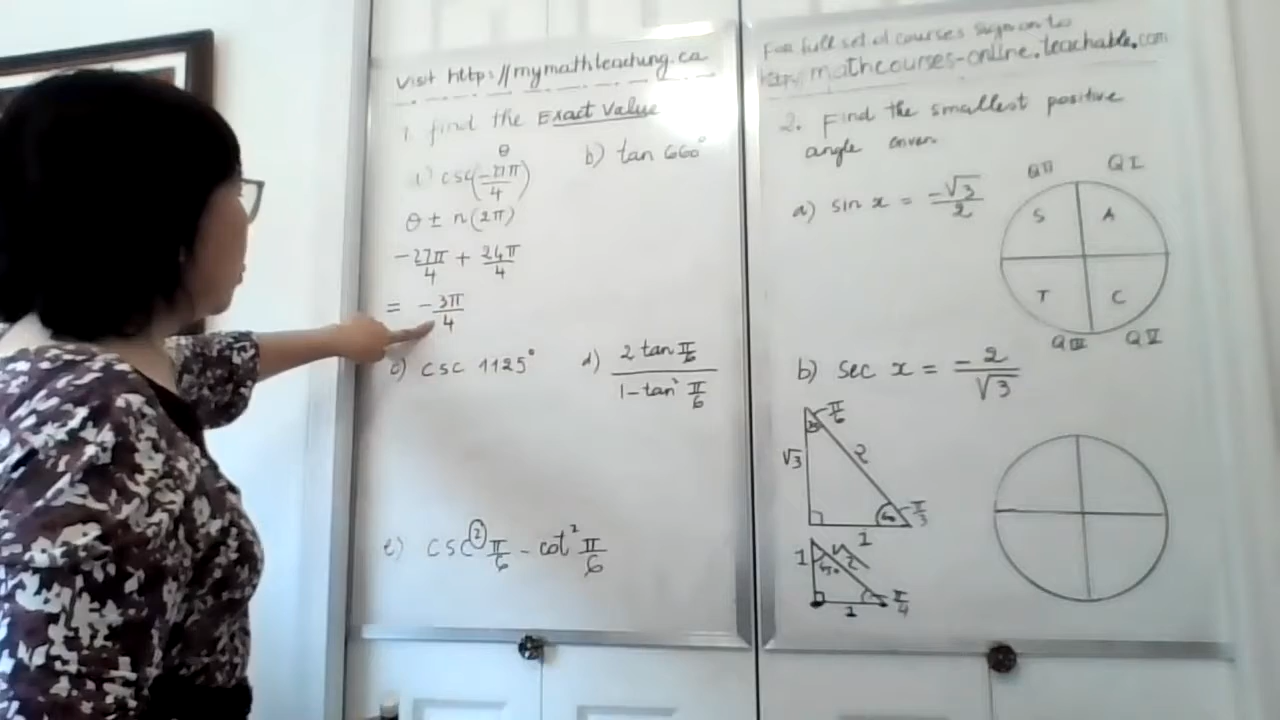 Visit http://mymathteaching.ca
1. find the Exact Value
θ
csc(-27π/4)
b) tan 660°
θ ± n(2π)
-27π/4 + 24π/4
= -3π/4
c) csc 1125°
d) 2 tan π/6 / 1-tan² π/6
e) csc² π/6 - cot² π/6
For full set of courses sign on to
http://mathcourses-online.teachable.com
2. Find the smallest positive
angle
a) sin x = -√3/2
QII
QI
S
A
T
C
QIII
b) sec x = -2/√3
π/6
30
√3
2
60
π/3
1
1
√2
45°
π/4
1